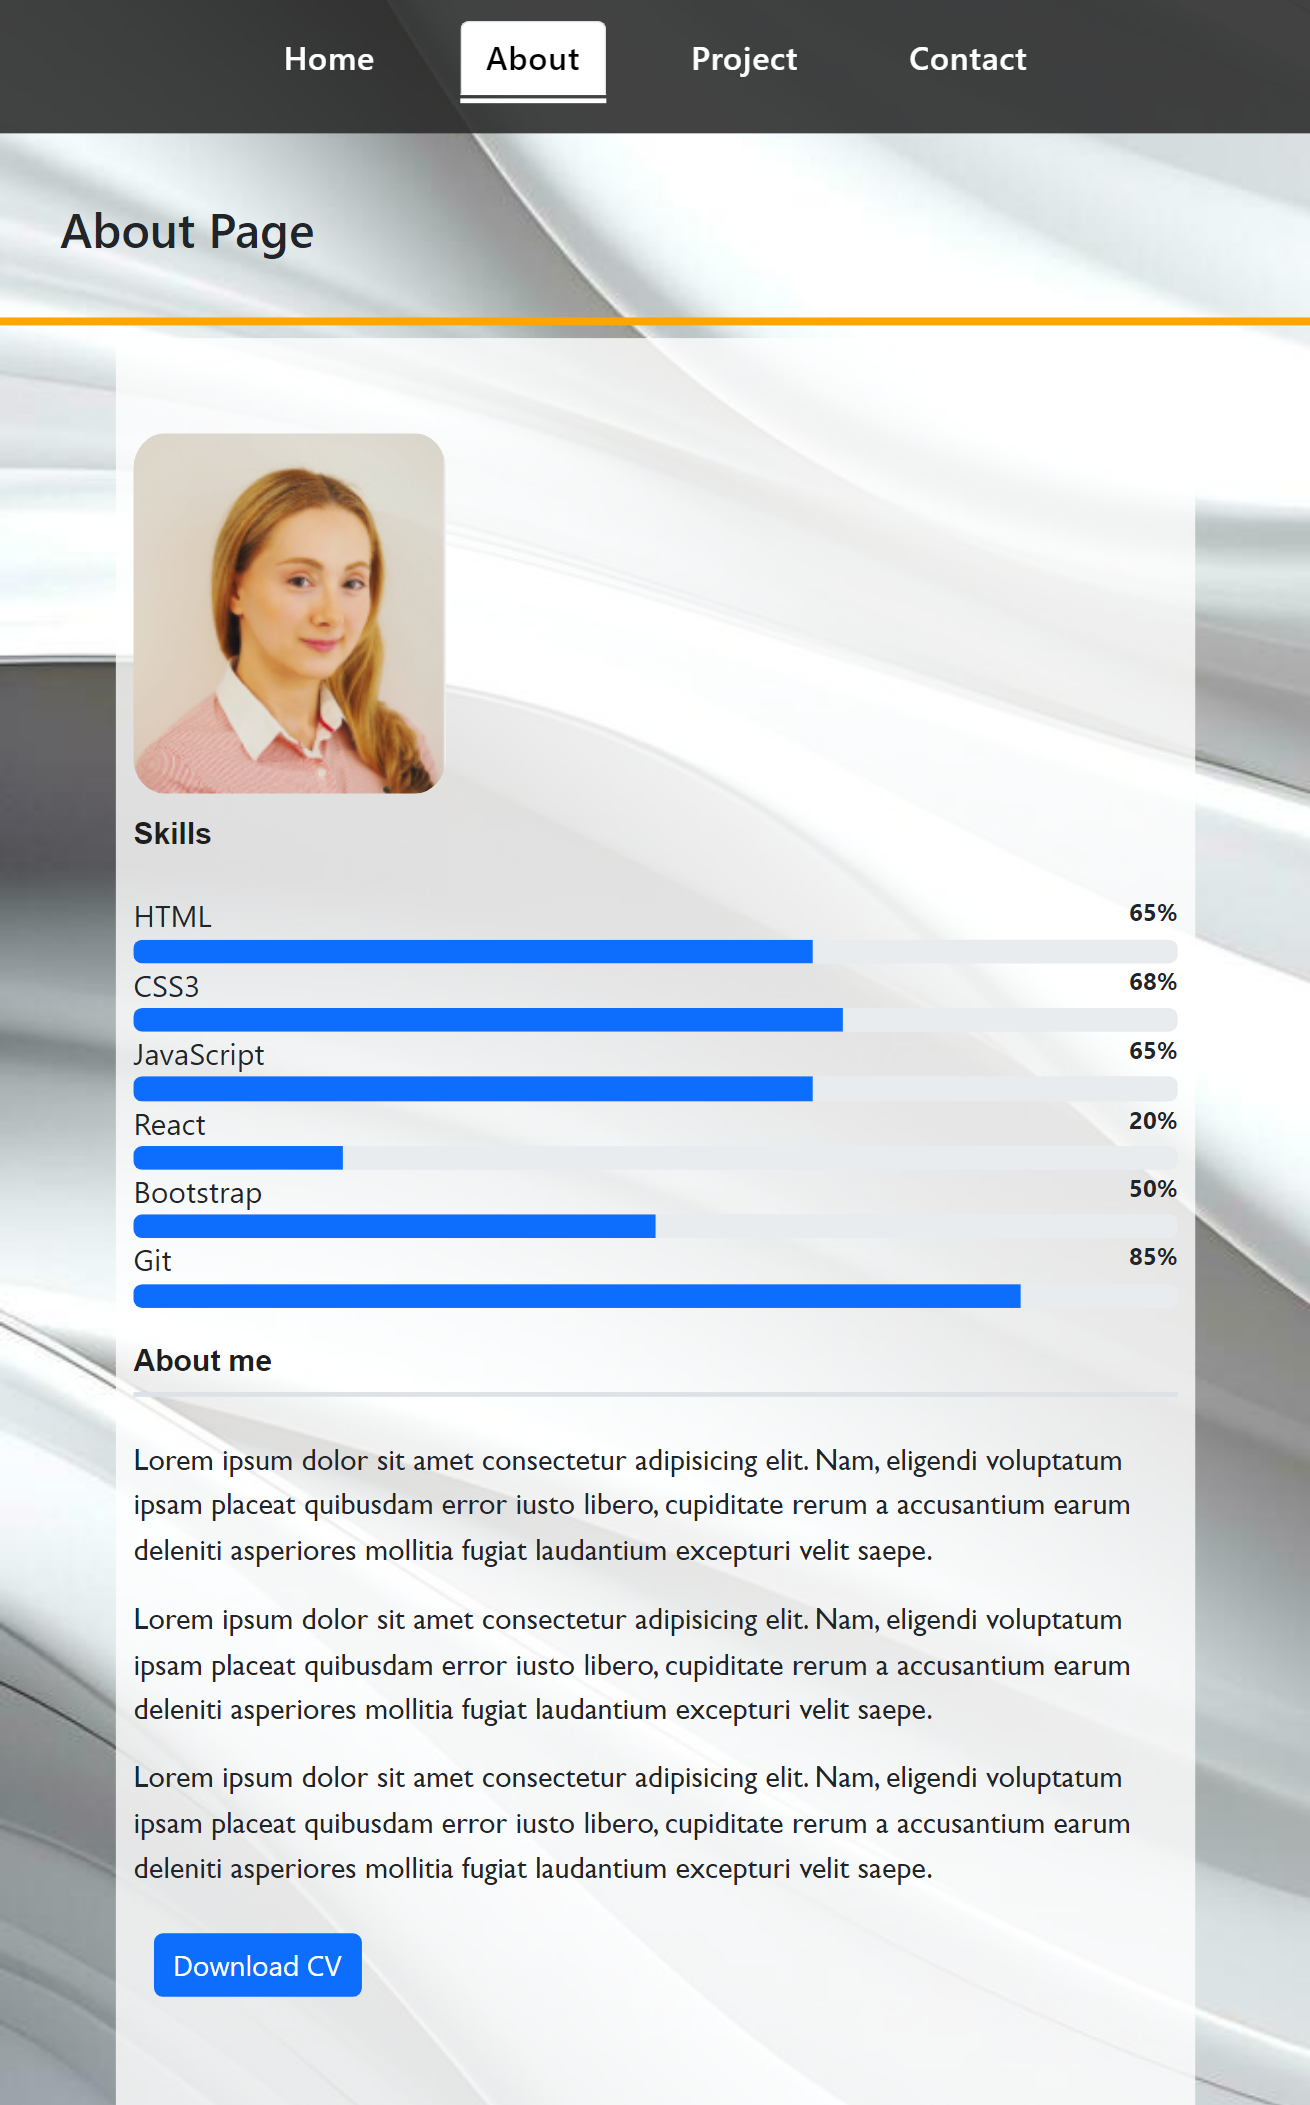 Home About Project Contact
About Page
Skills
HTML 65%
CSS3 68%
JavaScript 65%
React 20%
Bootstrap 50%
Git 85%
About me
Lorem ipsum dolor sit amet consectetur adipisicing elit. Nam, eligendi voluptatum
ipsam placeat quibusdam error iusto libero, cupiditate rerum a accusantium earum
deleniti asperiores mollitia fugiat laudantium excepturi velit saepe.
Lorem ipsum dolor sit amet consectetur adipisicing elit. Nam, eligendi voluptatum
ipsam placeat quibusdam error iusto libero, cupiditate rerum a accusantium earum
deleniti asperiores mollitia fugiat laudantium excepturi velit saepe.
Lorem ipsum dolor sit amet consectetur adipisicing elit. Nam, eligendi voluptatum
ipsam placeat quibusdam error iusto libero, cupiditate rerum a accusantium earum
deleniti asperiores mollitia fugiat laudantium excepturi velit saepe.
Download CV